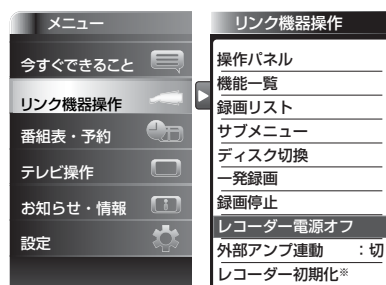 メニュー
今すぐできること
リンク機器操作
番組表・予約
テレビ操作
お知らせ・情報
設定
リンク機器操作
操作パネル
機能一覧
録画リスト
サブメニュー
ディスク切換
一発録画
録画停止
レコーダー電源オフ
外部アンプ連動 :切
レコーダー初期化※